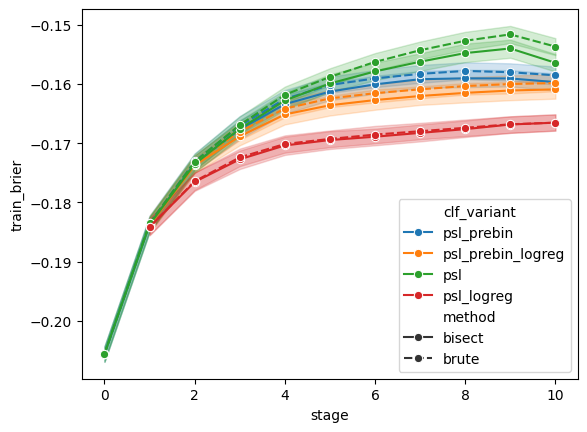 −0.15
−0.16
−0.17
−0.18
−0.19
−0.20
train_brier
0 2 4 6 8 10
stage
clf_variant
psl_prebin
psl_prebin_logreg
psl
psl_logreg
method
bisect
brute